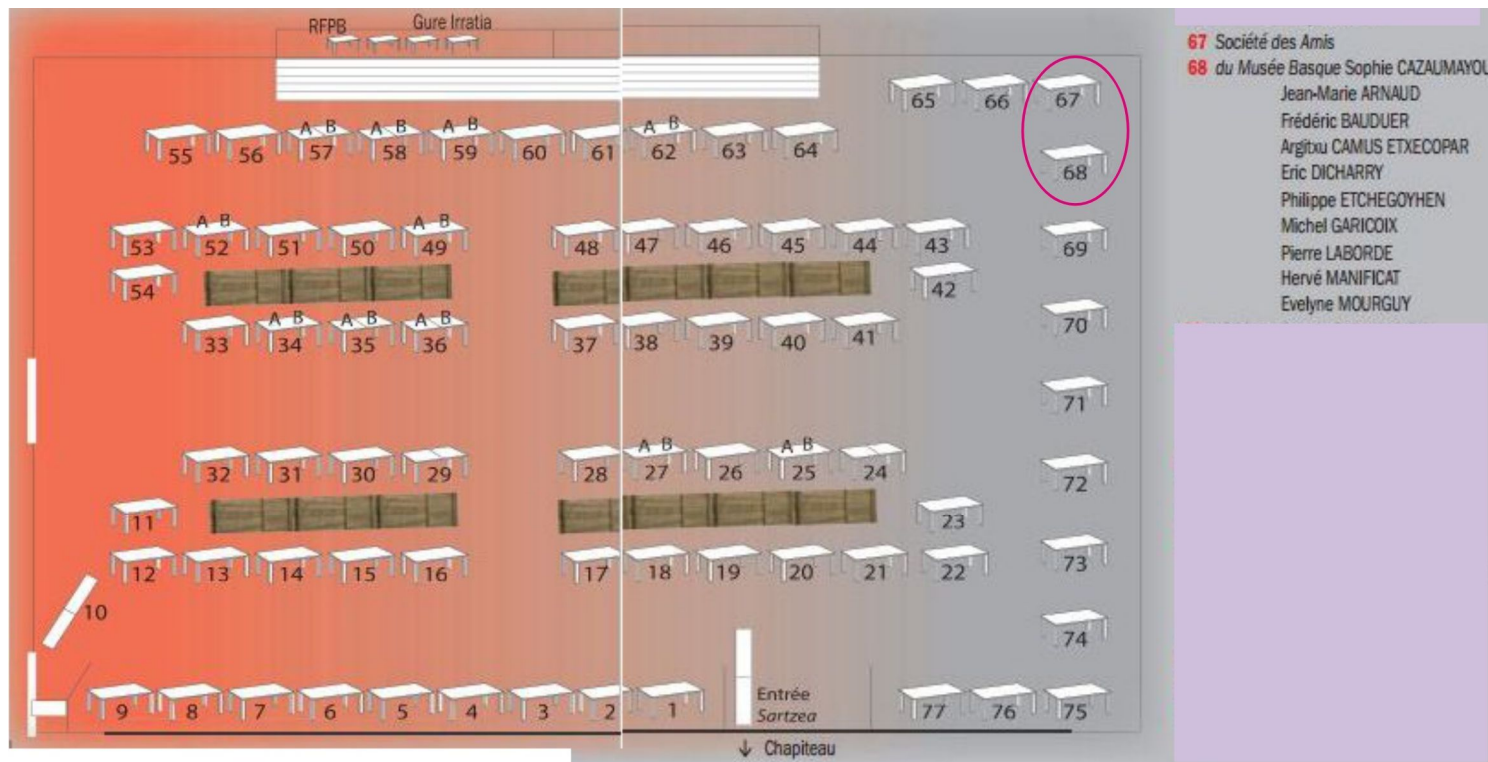 RFPB Gure Irratia
65 66 67
55 56 A B 57 A B 58 A B 59 60 61 A B 62 63 64
68
53 A B 52 51 50 A B 49 48 47 46 45 44 43 69
54 42
33 A B 34 A B 35 A B 36 37 38 39 40 41 70
71
32 31 30 29 28 A B 27 26 A B 25 24 72
11 23
12 13 14 15 16 17 18 19 20 21 22 73
10
74
9 8 7 6 5 4 3 2 1 Entrée 77 76 75
Sartzea
Chapiteau
67 Société des Amis
68 du Musée Basque Sophie CAZAUMAYOU
Jean-Marie ARNAUD
Frédéric BAUDUER
Argitxu CAMUS ETXECOPAR
Eric DICHARRY
Philippe ETCHEGOYHEN
Michel GARICOIX
Pierre LABORDE
Hervé MANIFICAT
Evelyne MOURGUY